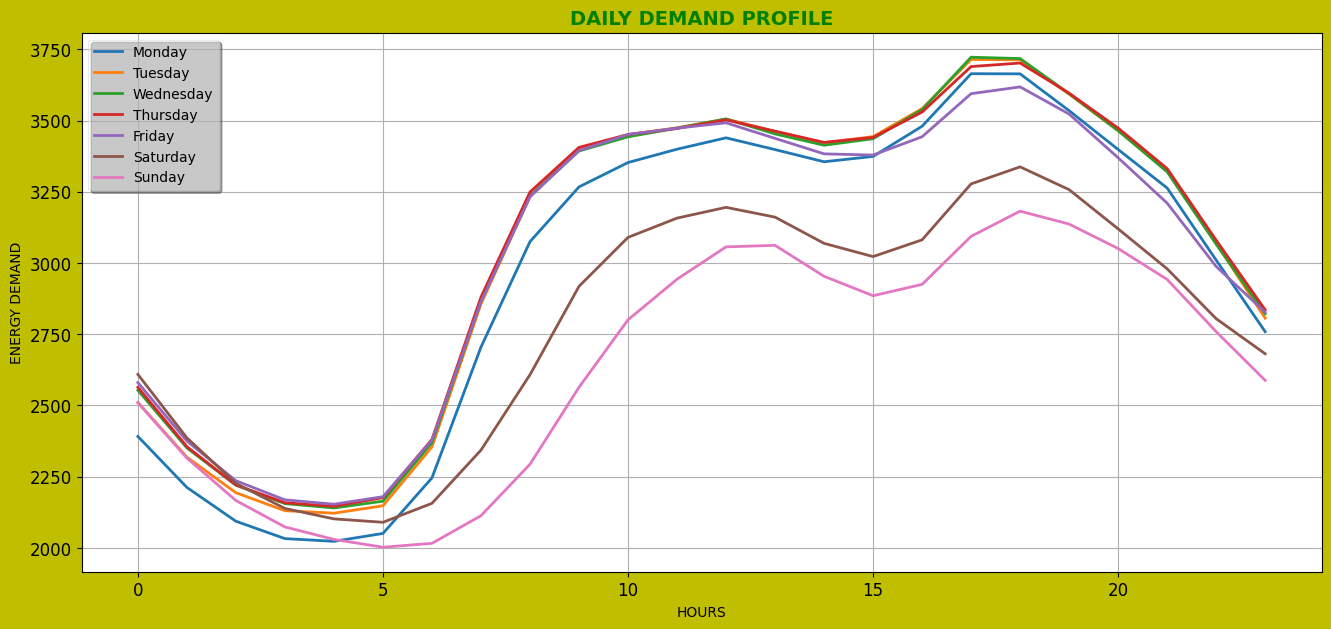 DAILY DEMAND PROFILE
Monday
Tuesday
Wednesday
Thursday
Friday
Saturday
Sunday
ENERGY DEMAND
3750
3500
3250
3000
2750
2500
2250
2000
0 5 10 15 20
HOURS